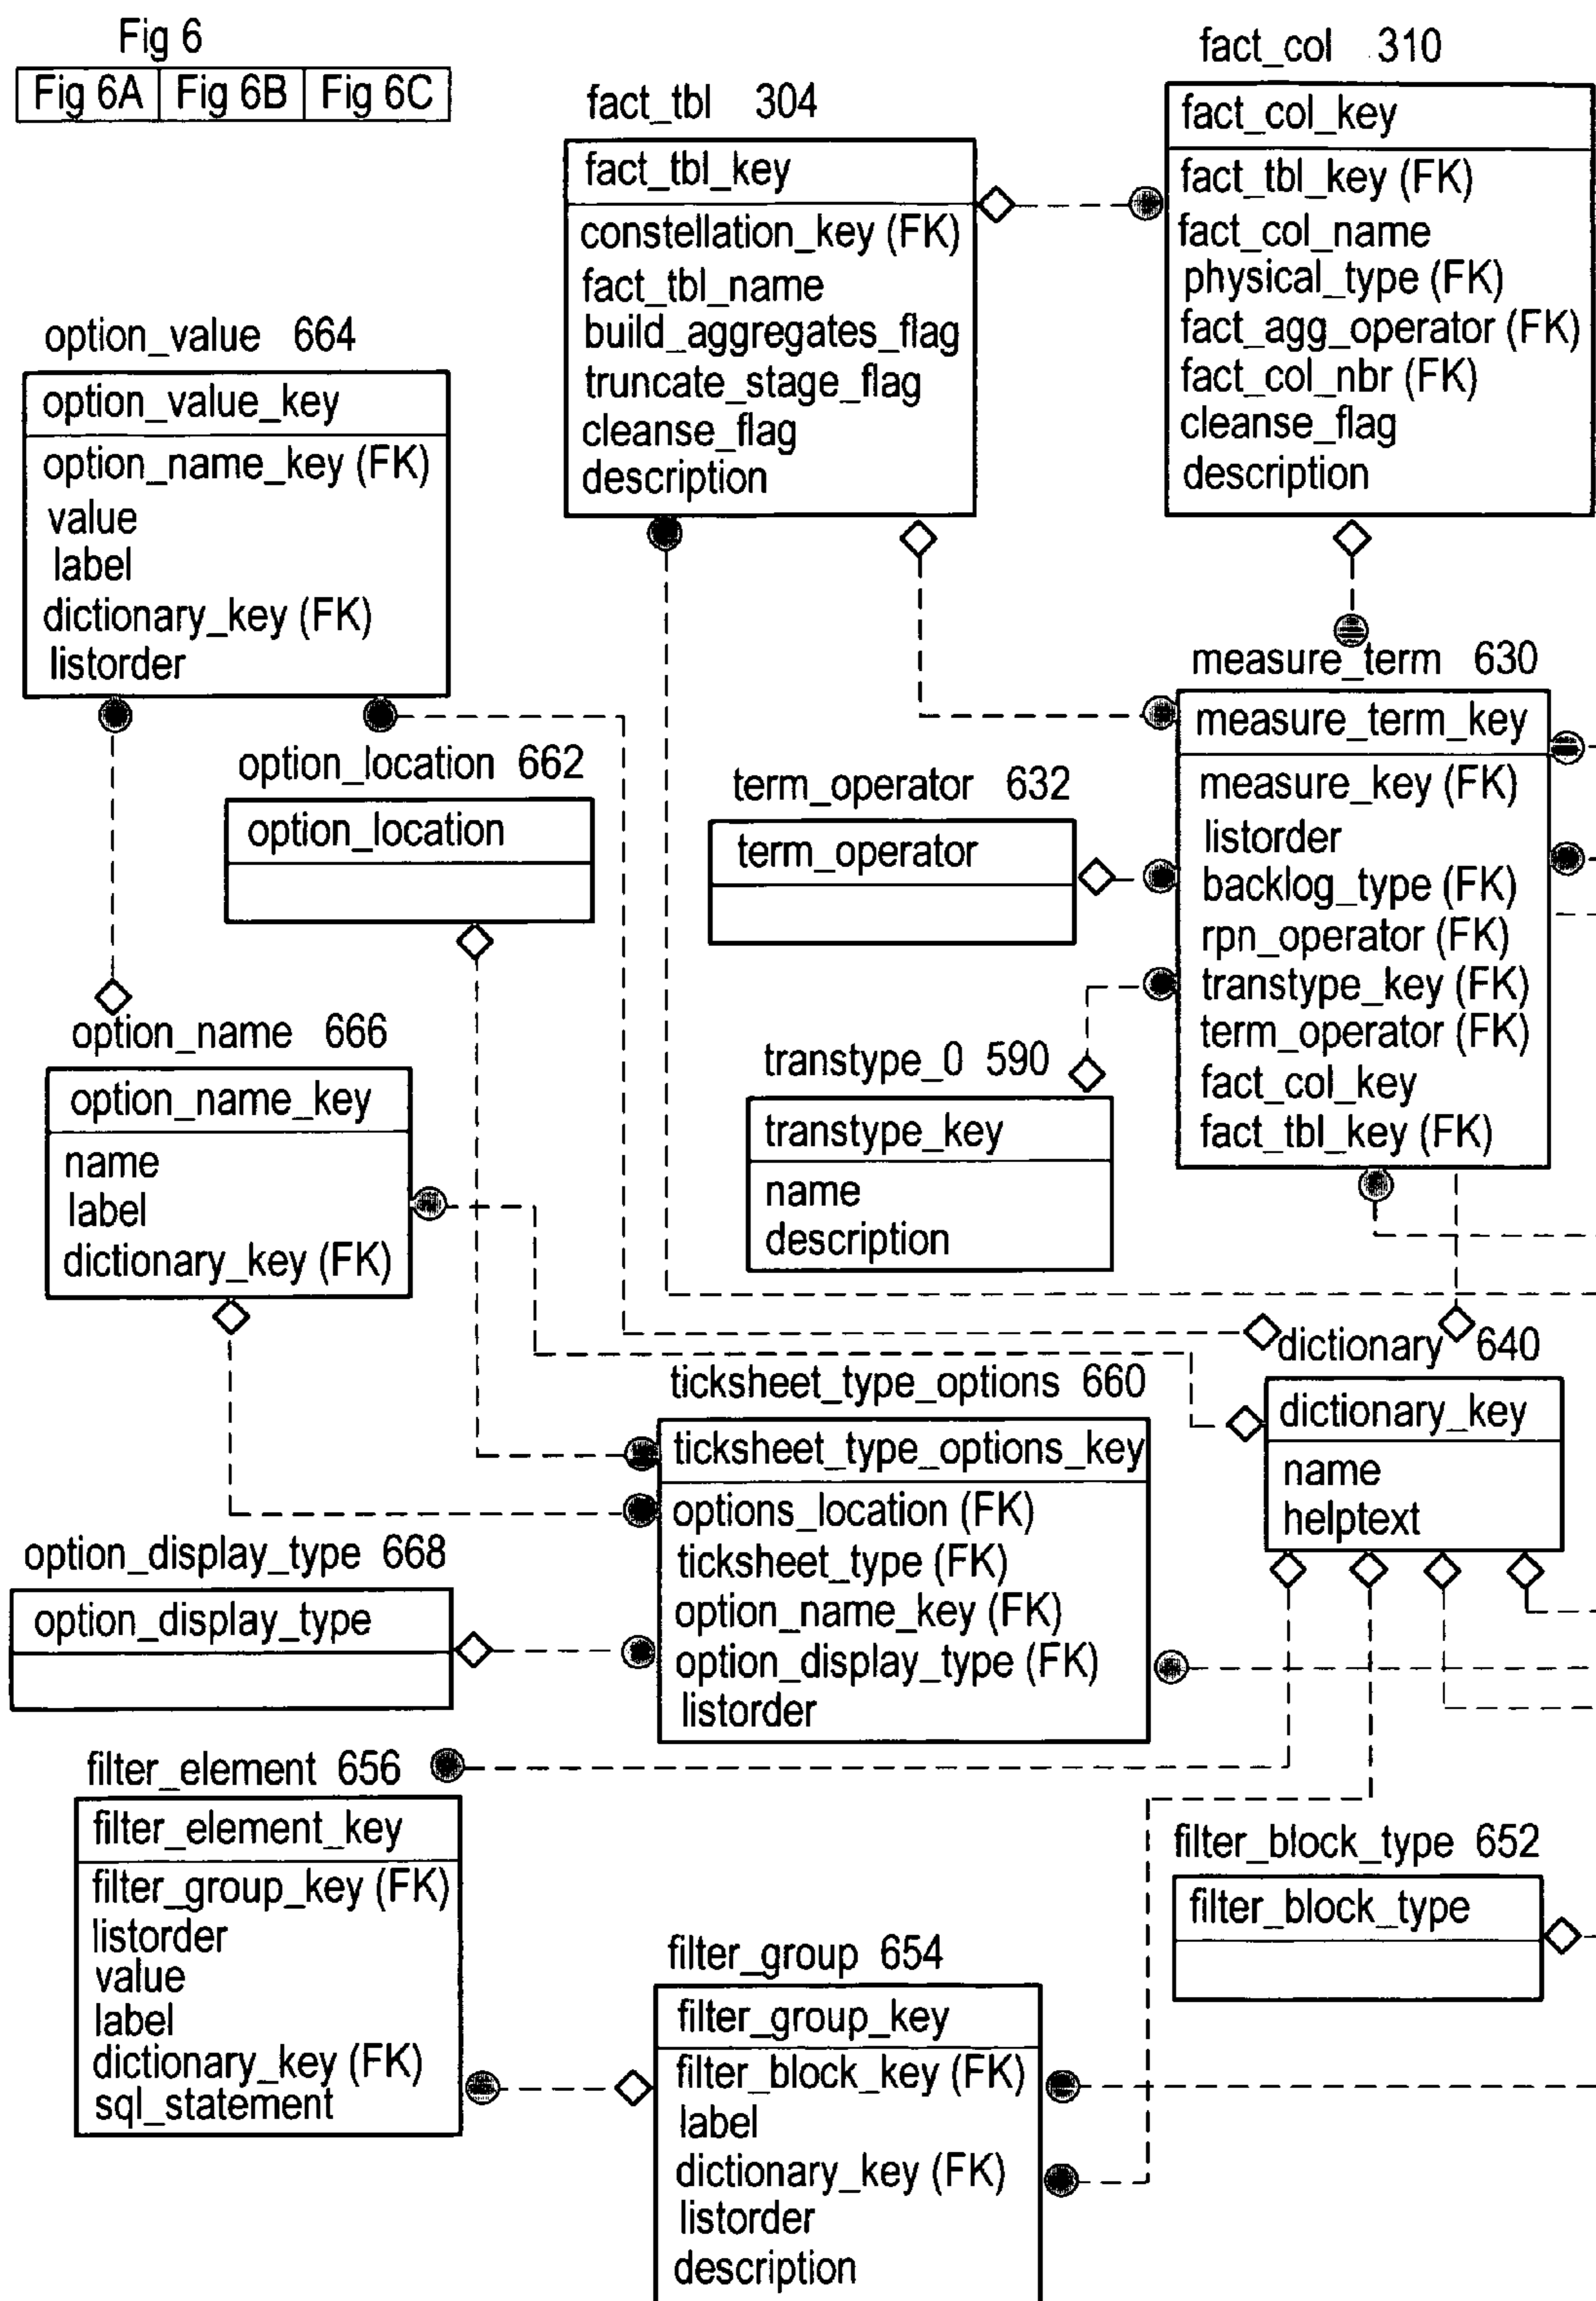 Fig 6
Fig 6A Fig 6B Fig 6C
fact_tbl 304
fact_tbl_key
constellation_key (FK)
fact_tbl_name
build_aggregates_flag
truncate_stage_flag
cleanse_flag
description
fact_col 310
fact_col_key
fact_tbl_key (FK)
fact_col_name
physical_type (FK)
fact_agg_operator (FK)
fact_col_nbr (FK)
cleanse_flag
description
option_value 664
option_value_key
option_name_key (FK)
value
label
dictionary_key (FK)
listorder
option_location 662
option_location
term_operator 632
term_operator
measure_term 630
measure_term_key
measure_key (FK)
listorder
backlog_type (FK)
rpn_operator (FK)
transtype_key (FK)
term_operator (FK)
fact_col_key
fact_tbl_key (FK)
option_name 666
option_name_key
name
label
dictionary_key (FK)
transtype_0 590
transtype_key
name
description
dictionary 640
dictionary_key
name
helptext
ticksheet_type_options 660
ticksheet_type_options_key
options_location (FK)
ticksheet_type (FK)
option_name_key (FK)
option_display_type (FK)
listorder
option_display_type 668
option_display_type
filter_element 656
filter_element_key
filter_group_key (FK)
listorder
value
label
dictionary_key (FK)
sql_statement
filter_block_type 652
filter_block_type
filter_group 654
filter_group_key
filter_block_key (FK)
label
dictionary_key (FK)
listorder
description